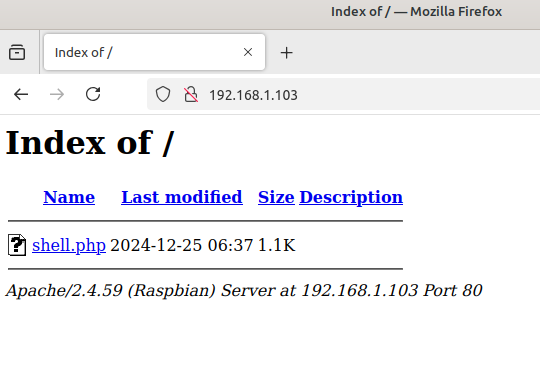 Index of / — Mozilla Firefox
Index of /
192.168.1.103
Index of /
Name Last modified Size Description
shell.php 2024-12-25 06:37 1.1K
Apache/2.4.59 (Raspbian) Server at 192.168.1.103 Port 80